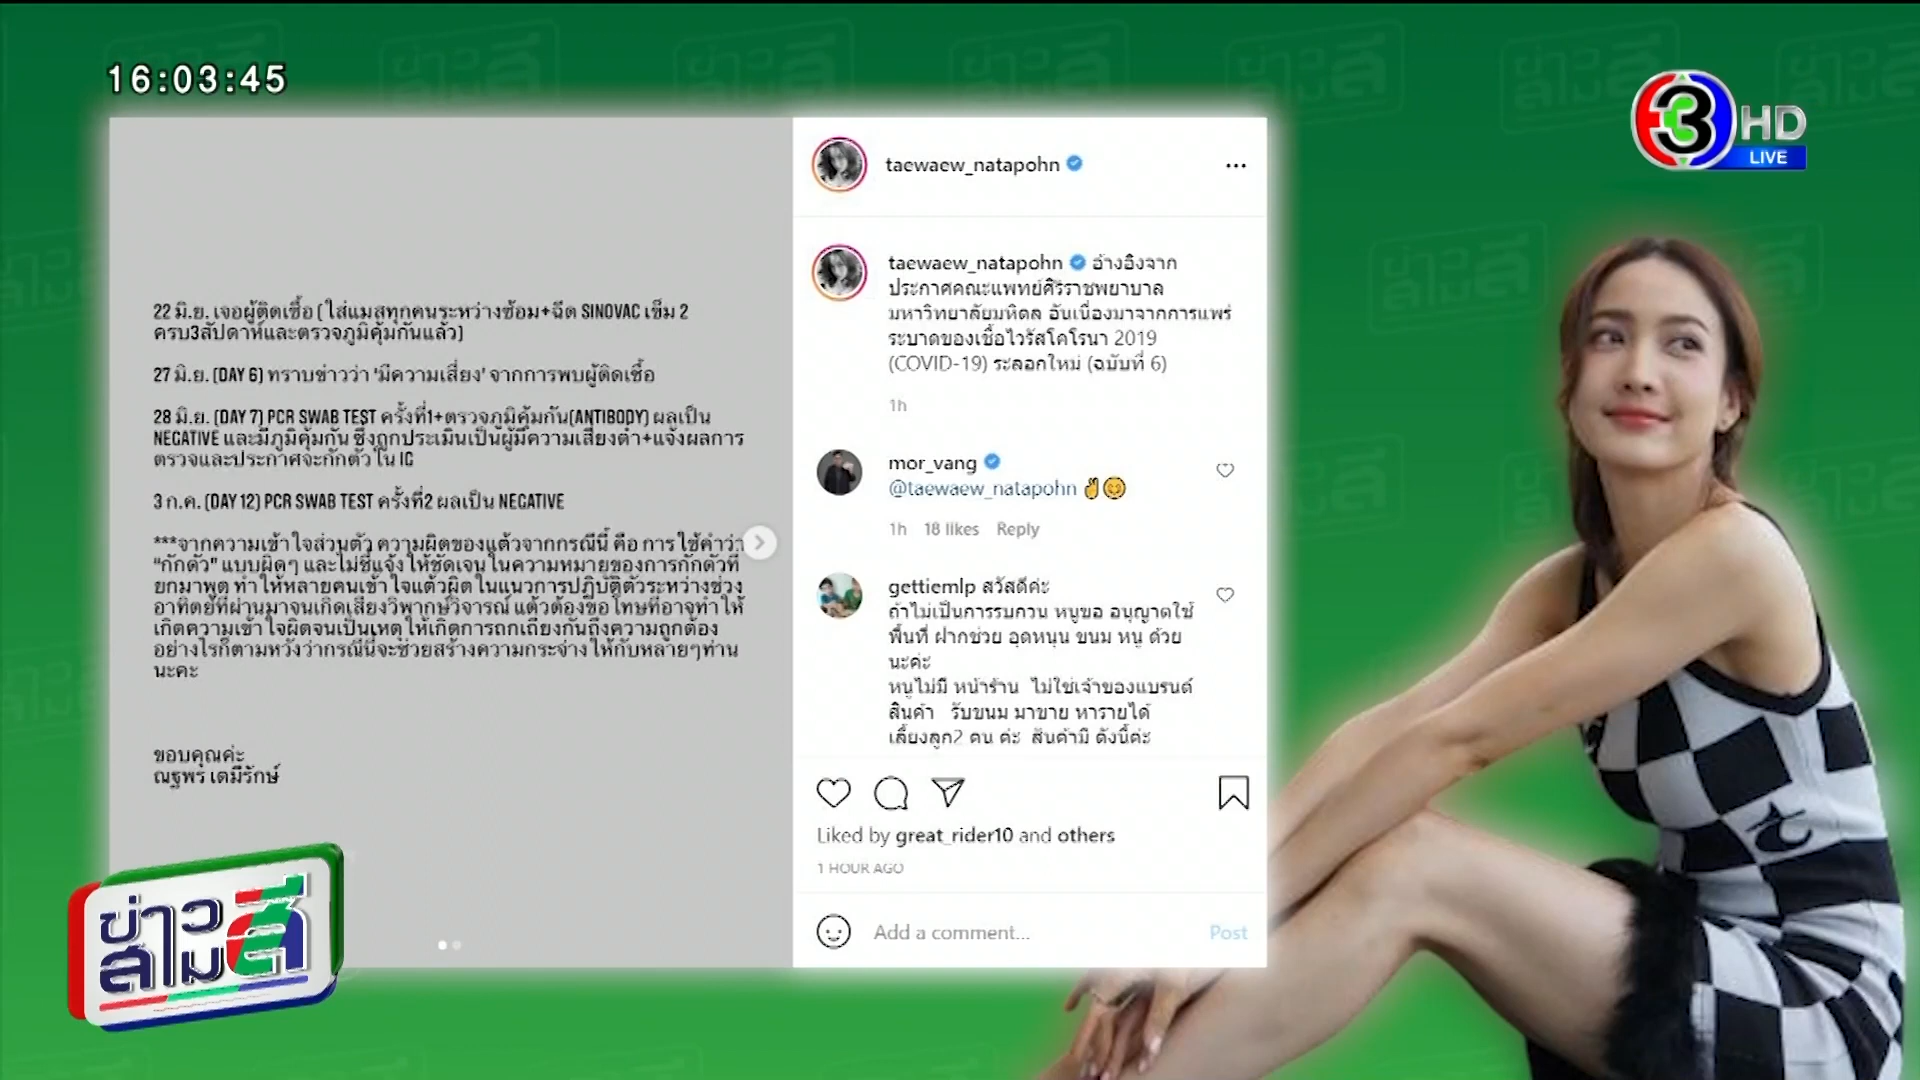 16:03:45
3 HD
LIVE
22 มิ.ย. เจอผู้ติดเชื้อ ( ใส่แมสทุกคนระหว่างซ้อม+ฉีด SINOVAC เข็ม 2
ครบ3สัปดาห์และตรวจภูมิคุ้มกันแล้ว)
27 มิ.ย. (DAY 6) ทราบข่าวว่า 'มีความเสี่ยง' จากการพบผู้ติดเชื้อ
28 มิ.ย. (DAY 7) PCR SWAB TEST ครั้งที่1+ตรวจภูมิคุ้มกัน(ANTIBODY) ผลเป็น
NEGATIVE และมีภูมิคุ้มกัน ซึ่งถูกประเมินเป็นผู้มีความเสี่ยงต่ำ+แจ้งผลการ
ตรวจและประกาศจะกักตัวใน IG
3 ก.ค. (DAY 12) PCR SWAB TEST ครั้งที่2 ผลเป็น NEGATIVE
***จากความเข้าใจส่วนตัว ความผิดของแต้วจากกรณีนี้ คือ การใช้คำว่า
“กักตัว” แบบผิดๆ และไม่ชี้แจ้งให้ชัดเจนในความหมายของการกักตัวที่
ยกมาพูด ทำให้หลายคนเข้าใจแต้วผิดในแนวการปฏิบัติตัวระหว่างช่วง
อาทิตย์ที่ผ่านมาจนเกิดเสียงวิพากษ์วิจารณ์ แต้วต้องขอโทษที่อาจทำให้
เกิดความเข้าใจผิดจนเป็นเหตุให้เกิดการถกเถียงกันถึงความถูกต้อง
อย่างไรก็ตามหวังว่ากรณีนี้จะช่วยสร้างความกระจ่างให้กับหลายๆท่าน
นะคะ
ขอบคุณค่ะ
ณฐพร เตมีรักษ์
taewaew_natapohn
taewaew_natapohn อ้างอิงจาก
ประกาศคณะแพทย์ศิริราชพยาบาล
มหาวิทยาลัยมหิดล อันเนื่องมาจากการแพร่
ระบาดของเชื้อไวรัสโคโรนา 2019
(COVID-19) ระลอกใหม่ (ฉบับที่ 6)
1h
mor_vang
@taewaew_natapohn ✌😊
1h 18 likes Reply
gettiemlp สวัสดีค่ะ
ถ้าไม่เป็นการรบกวน หนูขอ อนุญาตใช้
พื้นที่ ฝากช่วย อุดหนุน ขนม หนู ด้วย
นะค่ะ
หนูไม่มี หน้าร้าน ไม่ใช่เจ้าของแบรนด์
สินค้า รับขนม มาขาย หารายได้
เลี้ยงลูก2 คน ค่ะ สินค้ามี ดังนี้ค่ะ
Liked by great_rider10 and others
1 HOUR AGO
Add a comment...
Post
ข่าว
สามสี